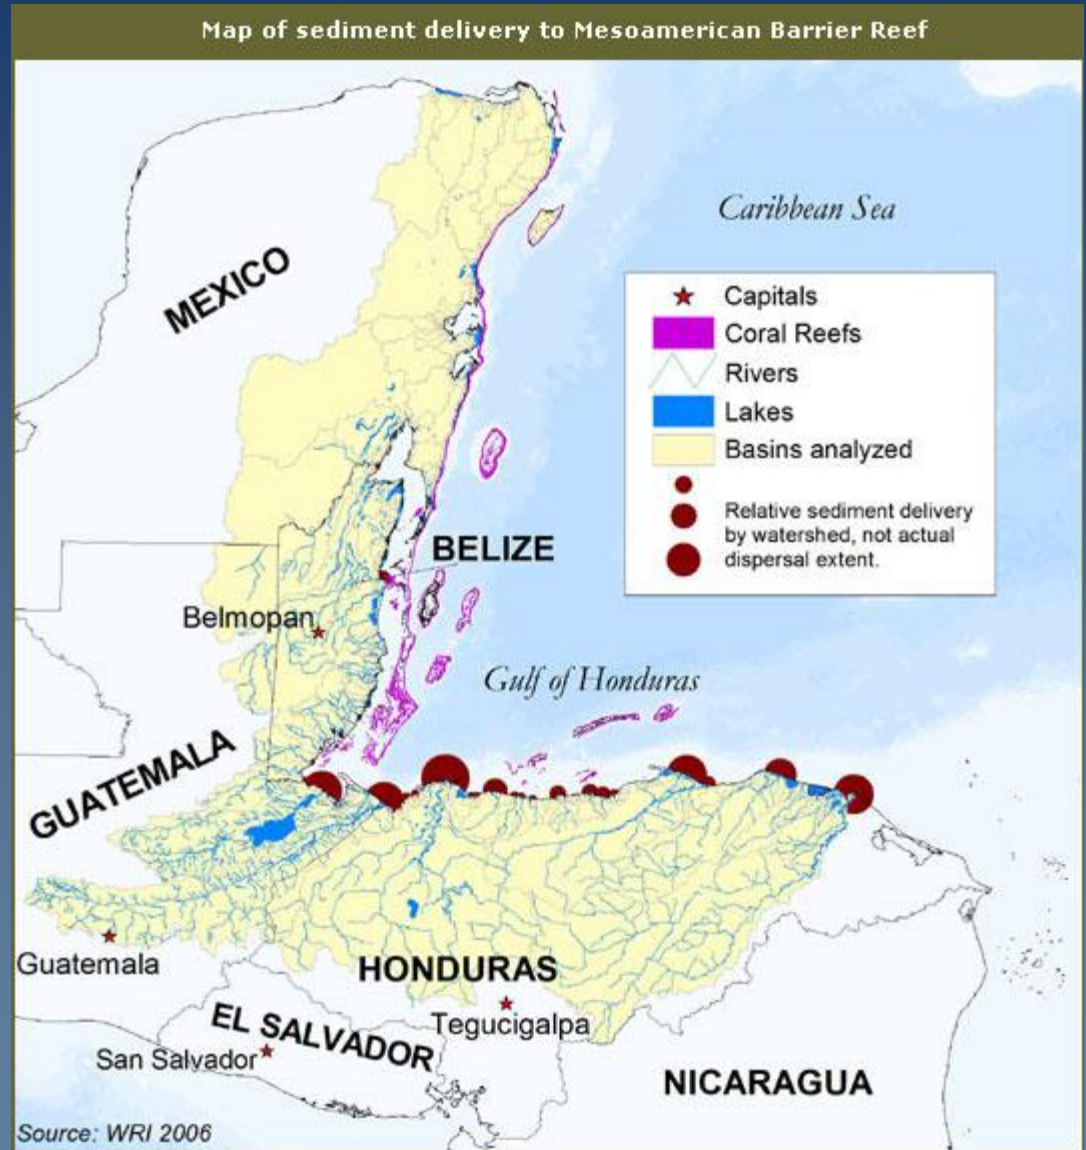 Map of sediment delivery to Mesoamerican Barrier Reef
Caribbean Sea
MEXICO
Capitals
Coral Reefs
Rivers
Lakes
Basins analyzed
Relative sediment delivery
by watershed, not actual
dispersal extent.
BELIZE
Belmopan
Gulf of Honduras
GUATEMALA
Guatemala
HONDURAS
Tegucigalpa
EL SALVADOR
San Salvador
NICARAGUA
Source: WRI 2006